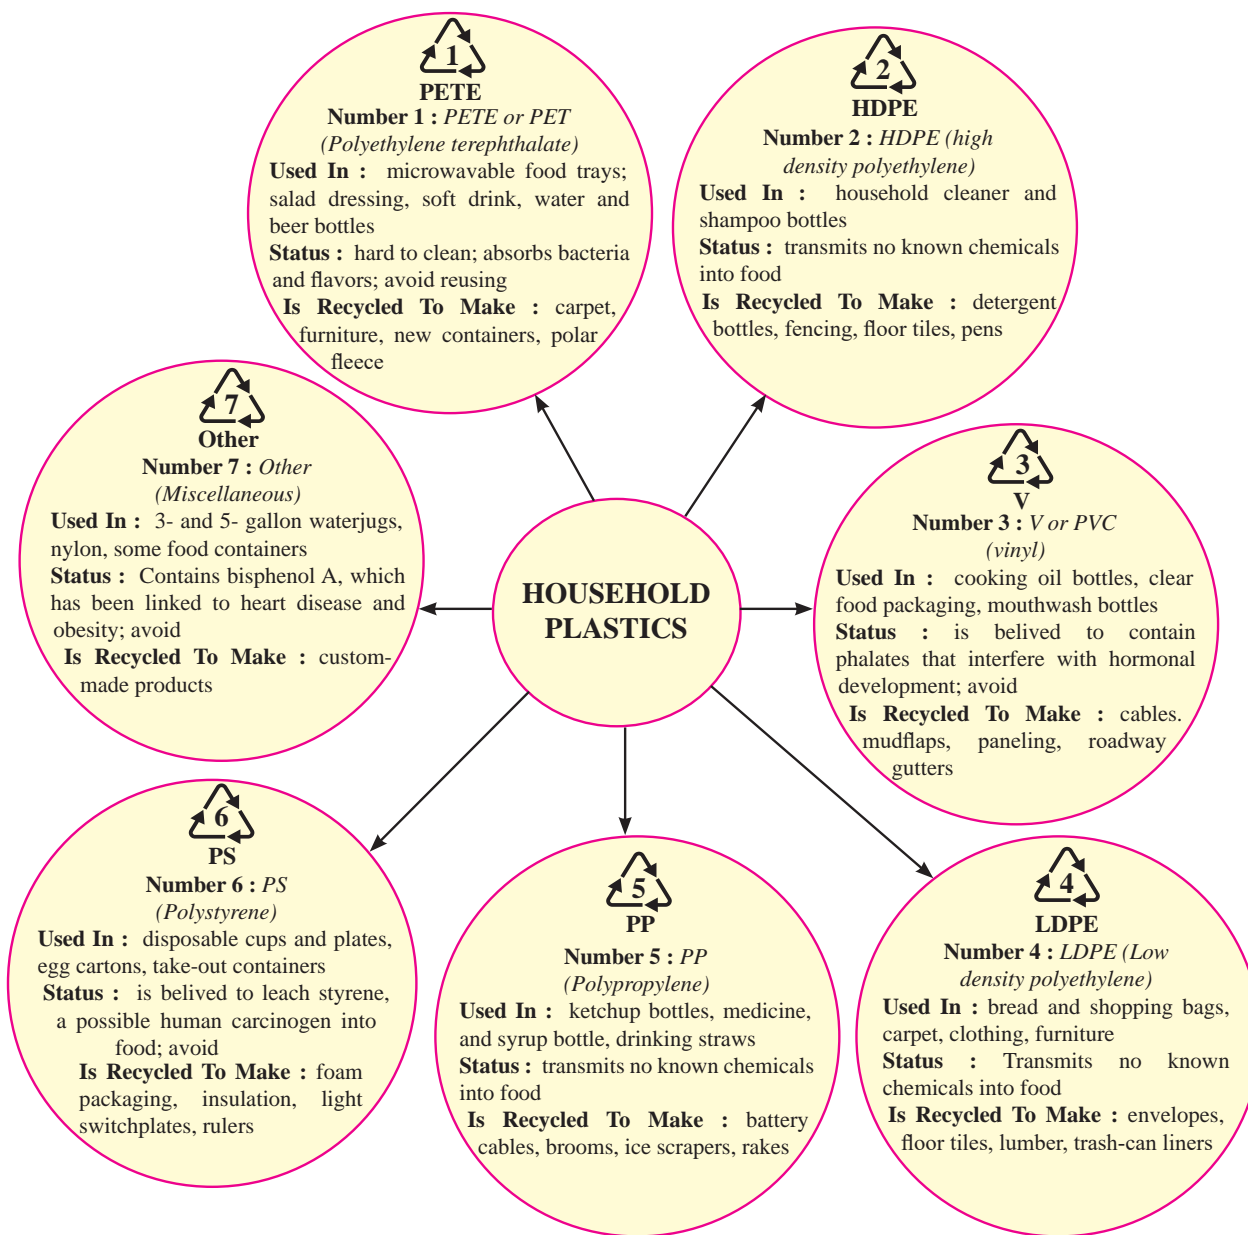 1
PETE
Number 1 : PETE or PET
(Polyethylene terephthalate)
Used In : microwavable food trays;
salad dressing, soft drink, water and
beer bottles
Status : hard to clean; absorbs bacteria
and flavors; avoid reusing
Is Recycled To Make : carpet,
furniture, new containers, polar
fleece
2
HDPE
Number 2 : HDPE (high
density polyethylene)
Used In : household cleaner and
shampoo bottles
Status : transmits no known chemicals
into food
Is Recycled To Make : detergent
bottles, fencing, floor tiles, pens
7
Other
Number 7 : Other
(Miscellaneous)
Used In : 3- and 5- gallon waterjugs,
nylon, some food containers
Status : Contains bisphenol A, which
has been linked to heart disease and
obesity; avoid
Is Recycled To Make : custom-
made products
HOUSEHOLD
PLASTICS
3
V
Number 3 : V or PVC
(vinyl)
Used In : cooking oil bottles, clear
food packaging, mouthwash bottles
Status : is belived to contain
phalates that interfere with hormonal
development; avoid
Is Recycled To Make : cables.
mudflaps, paneling, roadway
gutters
6
PS
Number 6 : PS
(Polystyrene)
Used In : disposable cups and plates,
egg cartons, take-out containers
Status : is belived to leach styrene,
a possible human carcinogen into
food; avoid
Is Recycled To Make : foam
packaging, insulation, light
switchplates, rulers
5
PP
Number 5 : PP
(Polypropylene)
Used In : ketchup bottles, medicine,
and syrup bottle, drinking straws
Status : transmits no known chemicals
into food
Is Recycled To Make : battery
cables, brooms, ice scrapers, rakes
4
LDPE
Number 4 : LDPE (Low
density polyethylene)
Used In : bread and shopping bags,
carpet, clothing, furniture
Status : Transmits no known
chemicals into food
Is Recycled To Make : envelopes,
floor tiles, lumber, trash-can liners